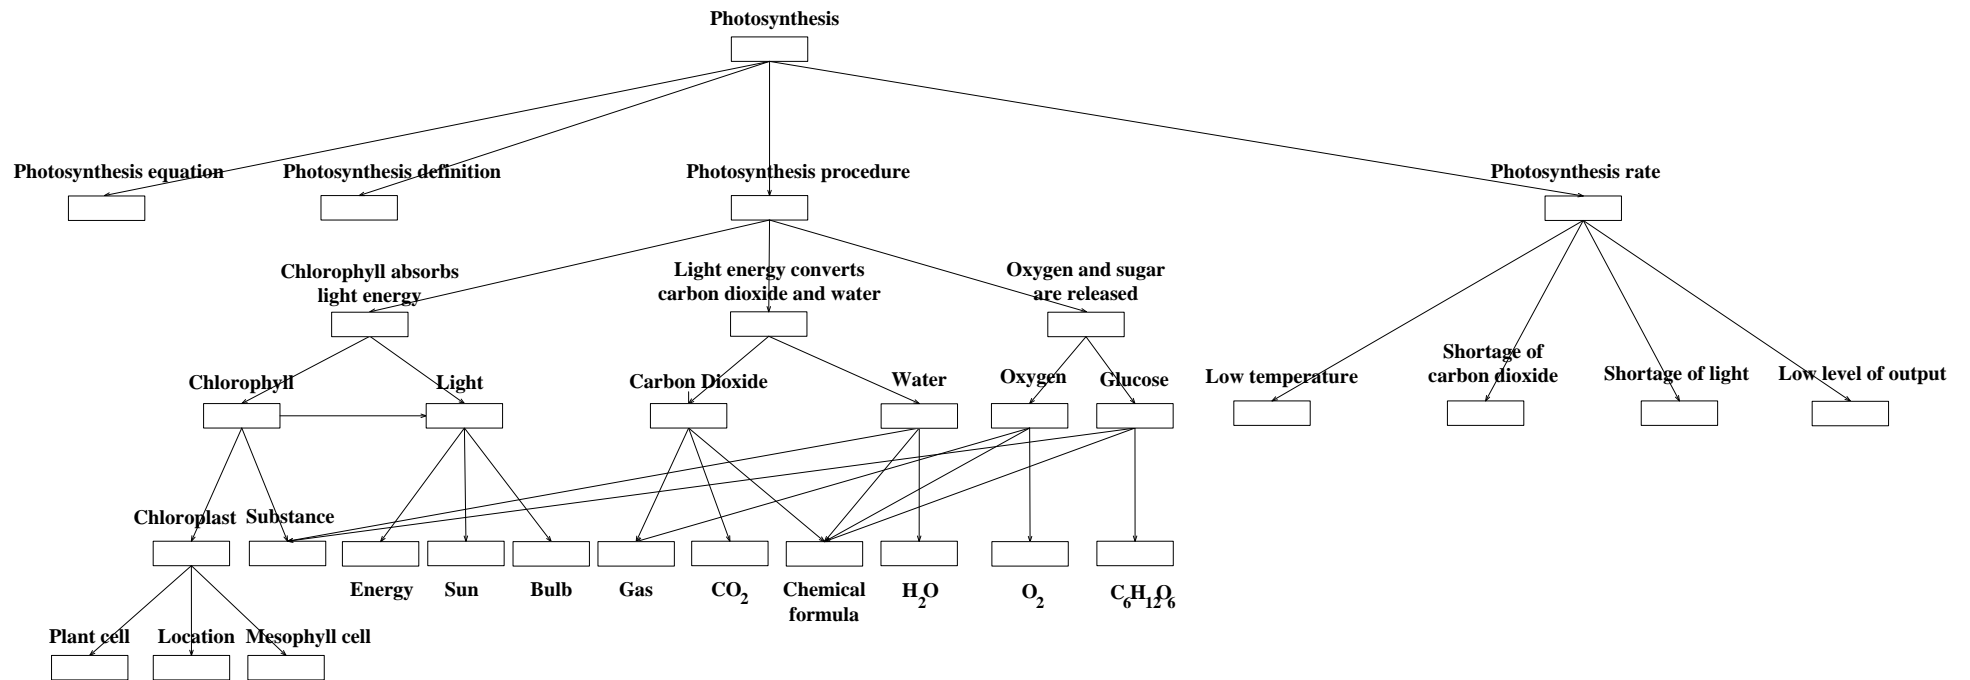 Photosynthesis
Photosynthesis equation
Photosynthesis definition
Photosynthesis procedure
Photosynthesis rate
Chlorophyll absorbs
light energy
Light energy converts
carbon dioxide and water
Oxygen and sugar
are released
Chlorophyll
Light
Carbon Dioxide
Water
Oxygen
Glucose
Low temperature
Shortage of
carbon dioxide
Shortage of light
Low level of output
Chloroplast
Substance
Energy
Sun
Bulb
Gas
CO2
Chemical
formula
H2O
O2
C6H12O6
Plant cell
Location
Mesophyll cell